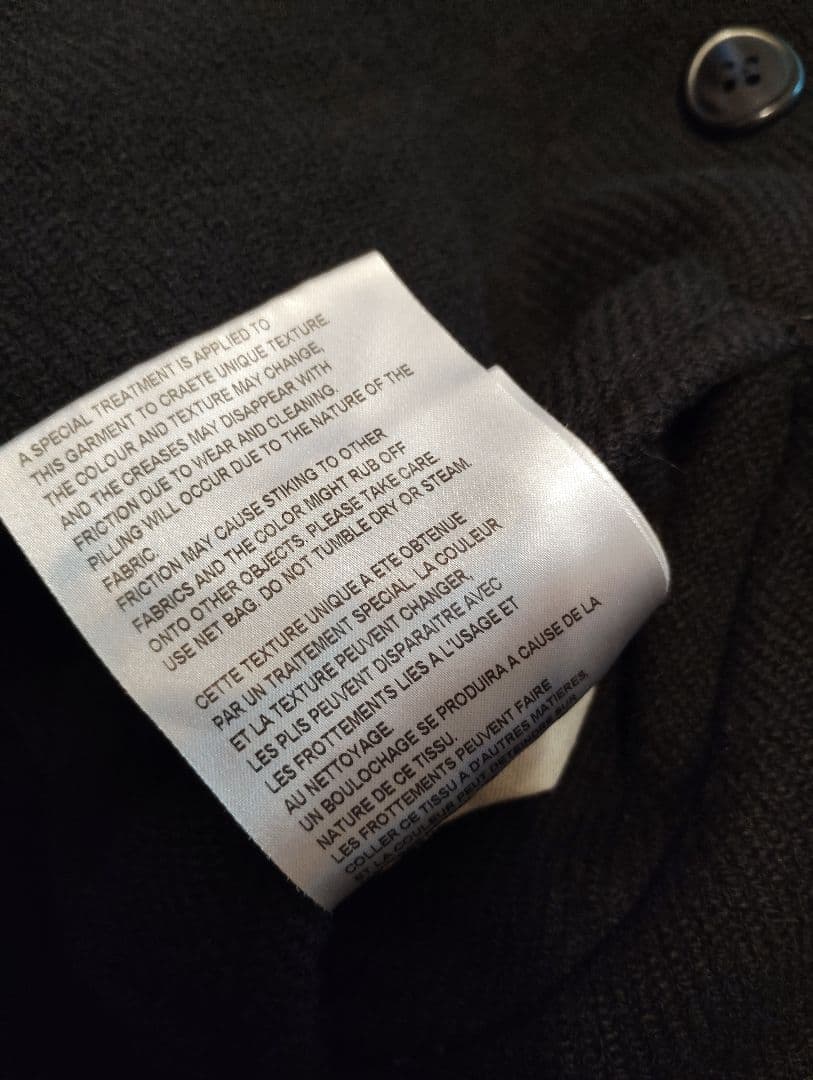 A SPECIAL TREATMENT IS APPLIED TO
THIS GARMENT TO CRAETE UNIQUE TEXTURE.
THE COLOUR AND TEXTURE MAY CHANGE,
AND THE CREASES MAY DISAPPEAR WITH
FRICTION DUE TO WEAR AND CLEANING.
PILLING WILL OCCUR DUE TO THE NATURE OF THE
FABRIC.
FRICTION MAY CAUSE STIKING TO OTHER
FABRICS AND THE COLOR MIGHT RUB OFF
ONTO OTHER OBJECTS. PLEASE TAKE CARE.
USE NET BAG. DO NOT TUMBLE DRY OR STEAM.
CETTE TEXTURE UNIQUE A ETE OBTENUE
PAR UN TRAITEMENT SPECIAL. LA COULEUR
ET LA TEXTURE PEUVENT CHANGER,
LES PLIS PEUVENT DISPARAITRE AVEC
LES FROTTEMENTS LIES A L'USAGE ET
AU NETTOYAGE.
UN BOULOCHAGE SE PRODUIRA A CAUSE DE LA
NATURE DE CE TISSU.
LES FROTTEMENTS PEUVENT FAIRE
COLLER CE TISSU A D'AUTRES MATIERES,
ET LA COULEUR PEUT DETEINDRE SUR